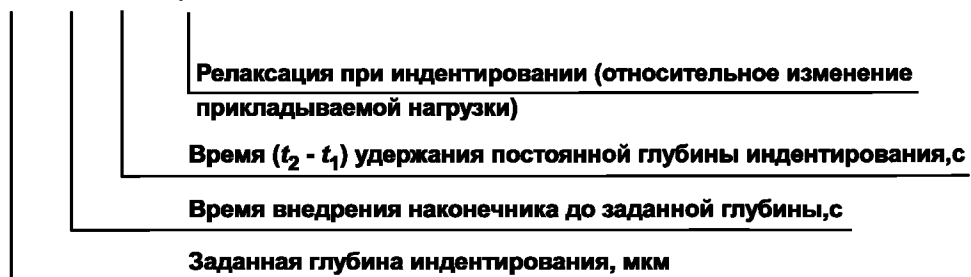 Релаксация при индентировании (относительное изменение
прикладываемой нагрузки)
Время (t2 - t1) удержания постоянной глубины индентирования,с
Время внедрения наконечника до заданной глубины,с
Заданная глубина индентирования, мкм